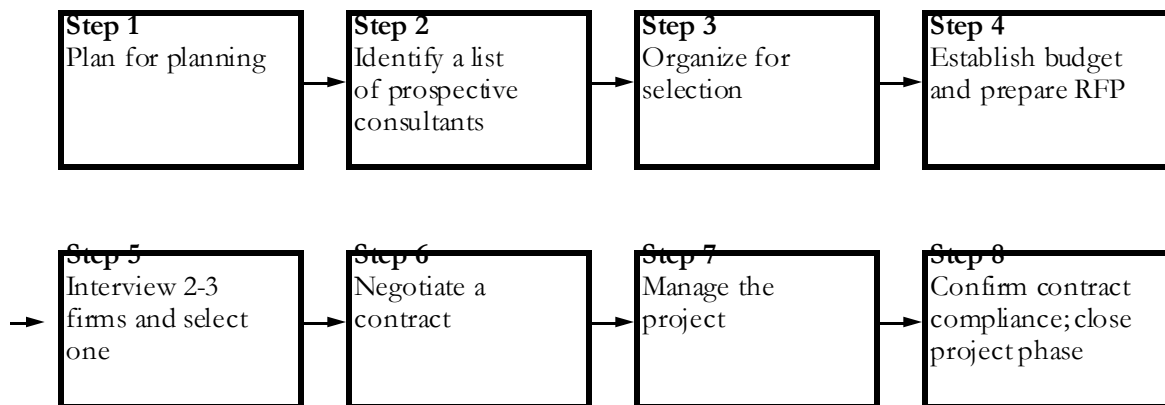 Step 1
Plan for planning
Step 2
Identify a list
of prospective
consultants
Step 3
Organize for
selection
Step 4
Establish budget
and prepare RFP
Step 5
Interview 2-3
firms and select
one
Step 6
Negotiate a
contract
Step 7
Manage the
project
Step 8
Confirm contract
compliance; close
project phase